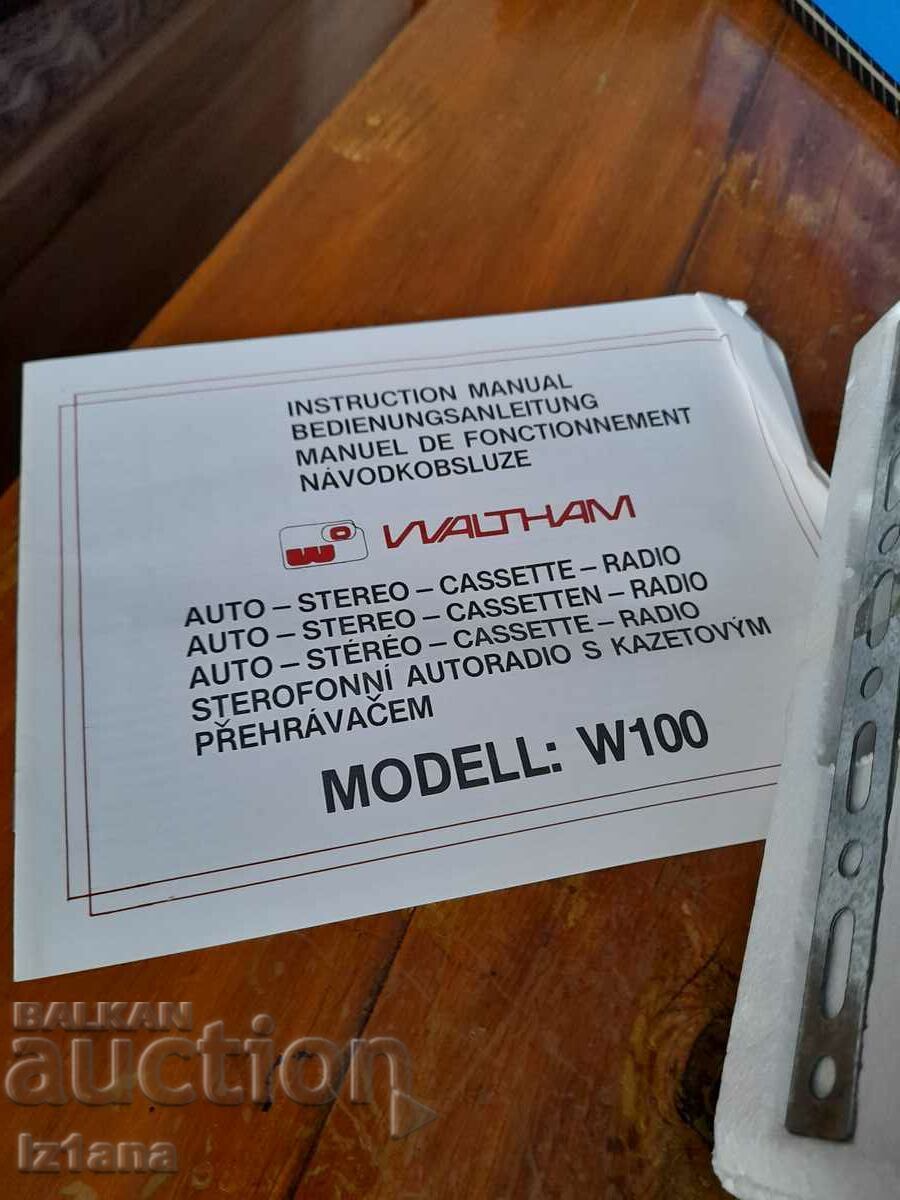 INSTRUCTION MANUAL
BEDIENUNGSANLEITUNG
MANUEL DE FONCTIONNEMENT
NÁVODKOBSLUZE
W WALTHAM
AUTO – STEREO – CASSETTE – RADIO
AUTO – STEREO – CASSETTEN – RADIO
AUTO – STÉRÉO – CASSETTE – RADIO
STEROFONNÍ AUTORADIO S KAZETOVÝM
PŘEHRÁVAČEM
MODELL: W100
BALKAN
auction
Iz1ana